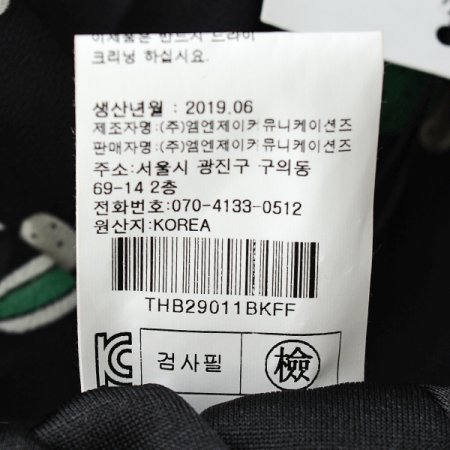 이제품은 반드시 드라이
크리닝 하십시요.
생산년월 : 2019.06
제조자명:(주)엠엔제이커뮤니케이션즈
판매자명:(주)엠엔제이커뮤니케이션즈
주소:서울시 광진구 구의동
69-14 2층
전화번호:070-4133-0512
원산지:KOREA
THB29011BKFF
KC 검사필 檢